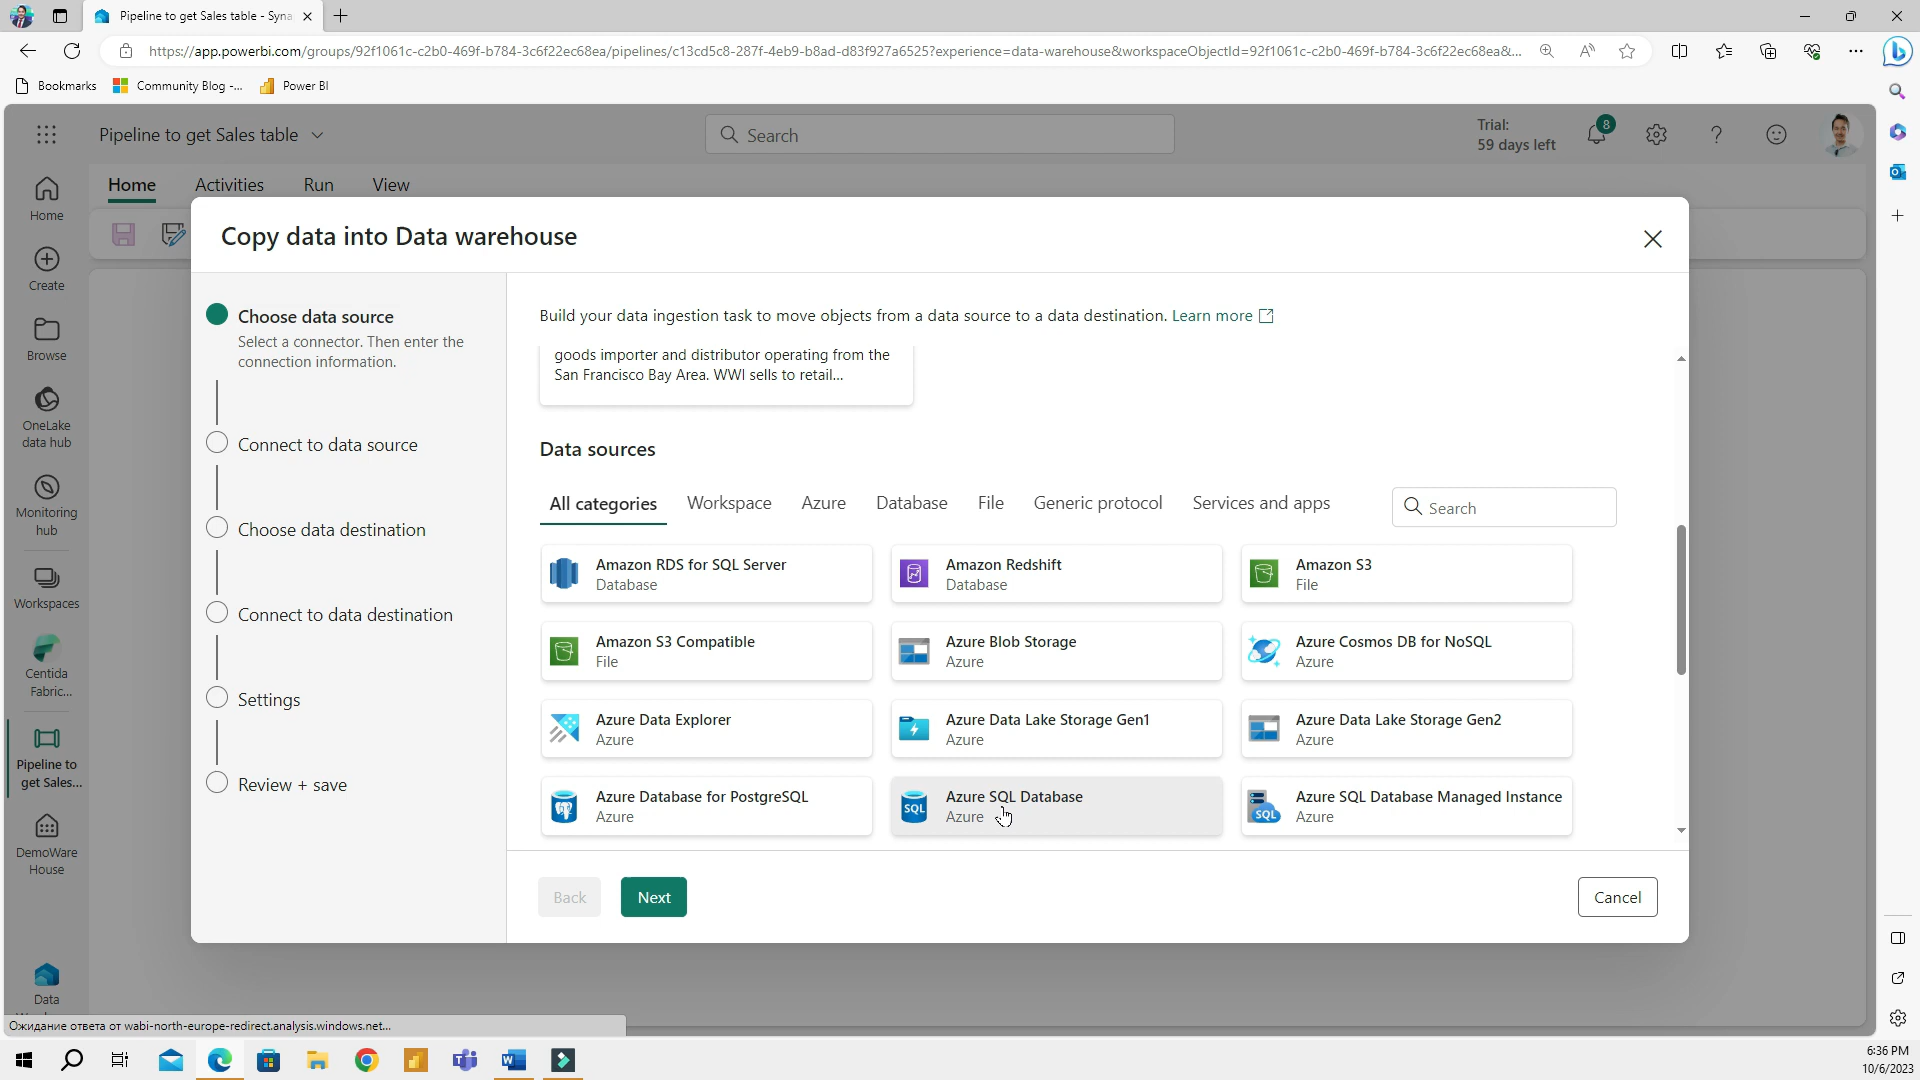 Pipeline to get Sales table - Syna
https://app.powerbi.com/groups/92f1061c-c2b0-469f-b784-3c6f22ec68ea/pipelines/c13cd5c8-287f-4eb9-b8ad-d83f927a6525?experience=data-warehouse&workspaceObjectId=92f1061c-c2b0-469f-b784-3c6f22ec68ea&...
Bookmarks
Community Blog -...
Power BI
Pipeline to get Sales table
Search
Trial:
59 days left
8
Home
Activities
Run
View
Home
Create
Browse
OneLake
data hub
Monitoring
hub
Workspaces
Centida
Fabric...
Pipeline to
get Sales...
DemoWare
House
Data
Copy data into Data warehouse
Choose data source
Select a connector. Then enter the
connection information.
Connect to data source
Choose data destination
Connect to data destination
Settings
Review + save
Build your data ingestion task to move objects from a data source to a data destination. Learn more
goods importer and distributor operating from the
San Francisco Bay Area. WWI sells to retail...
Data sources
All categories
Workspace
Azure
Database
File
Generic protocol
Services and apps
Search
Amazon RDS for SQL Server
Database
Amazon Redshift
Database
Amazon S3
File
Amazon S3 Compatible
File
Azure Blob Storage
Azure
Azure Cosmos DB for NoSQL
Azure
Azure Data Explorer
Azure
Azure Data Lake Storage Gen1
Azure
Azure Data Lake Storage Gen2
Azure
Azure Database for PostgreSQL
Azure
SQL
Azure SQL Database
Azure
SQL
Azure SQL Database Managed Instance
Azure
Back
Next
Cancel
Ожидание ответа от wabi-north-europe-redirect.analysis.windows.net...
6:36 PM
10/6/2023